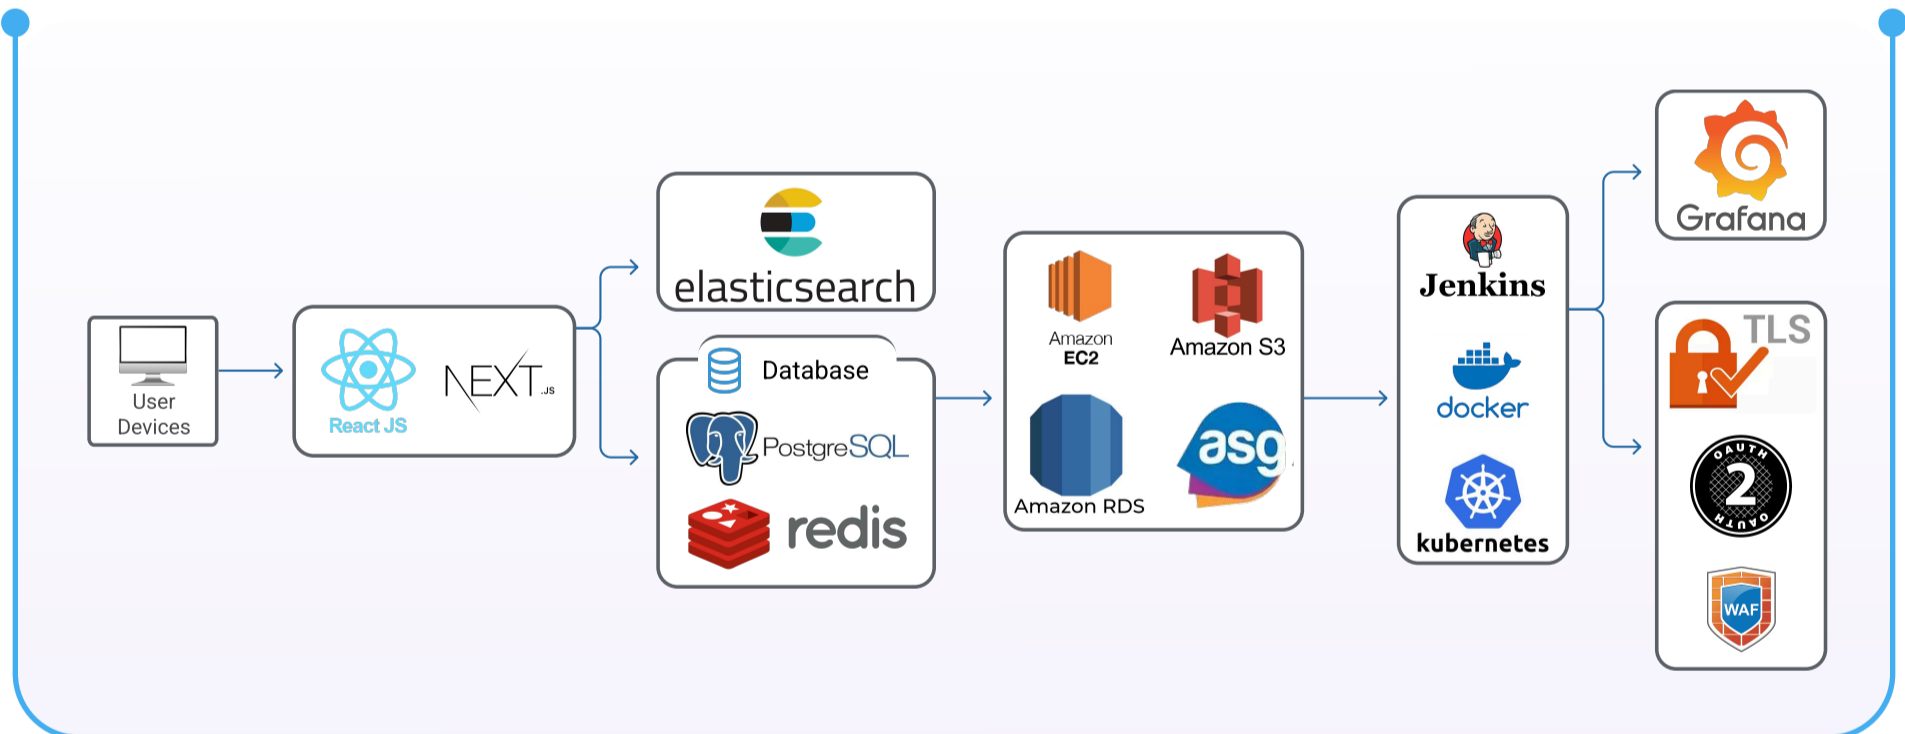 User
Devices
React JS
NEXT.JS
elasticsearch
Database
PostgreSQL
redis
Amazon
EC2
Amazon S3
Amazon RDS
asg
Jenkins
docker
kubernetes
Grafana
TLS
OAUTH
2
OAUTH
WAF